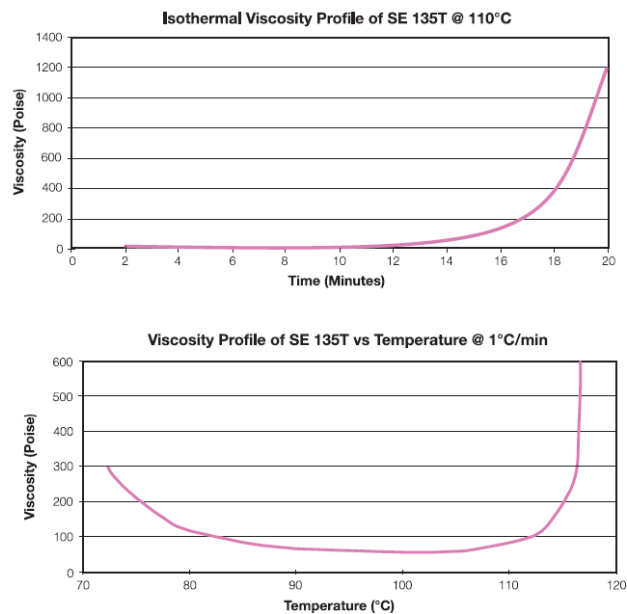 Isothermal Viscosity Profile of SE 135T @ 110°C
Viscosity (Poise)
1400
1200
1000
800
600
400
200
0
0 2 4 6 8 10 12 14 16 18 20
Time (Minutes)
Viscosity Profile of SE 135T vs Temperature @ 1°C/min
Viscosity (Poise)
600
500
400
300
200
100
0
70 80 90 100 110 120
Temperature (°C)